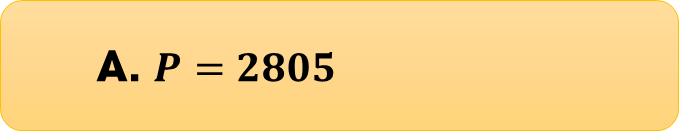 A. P = 2805